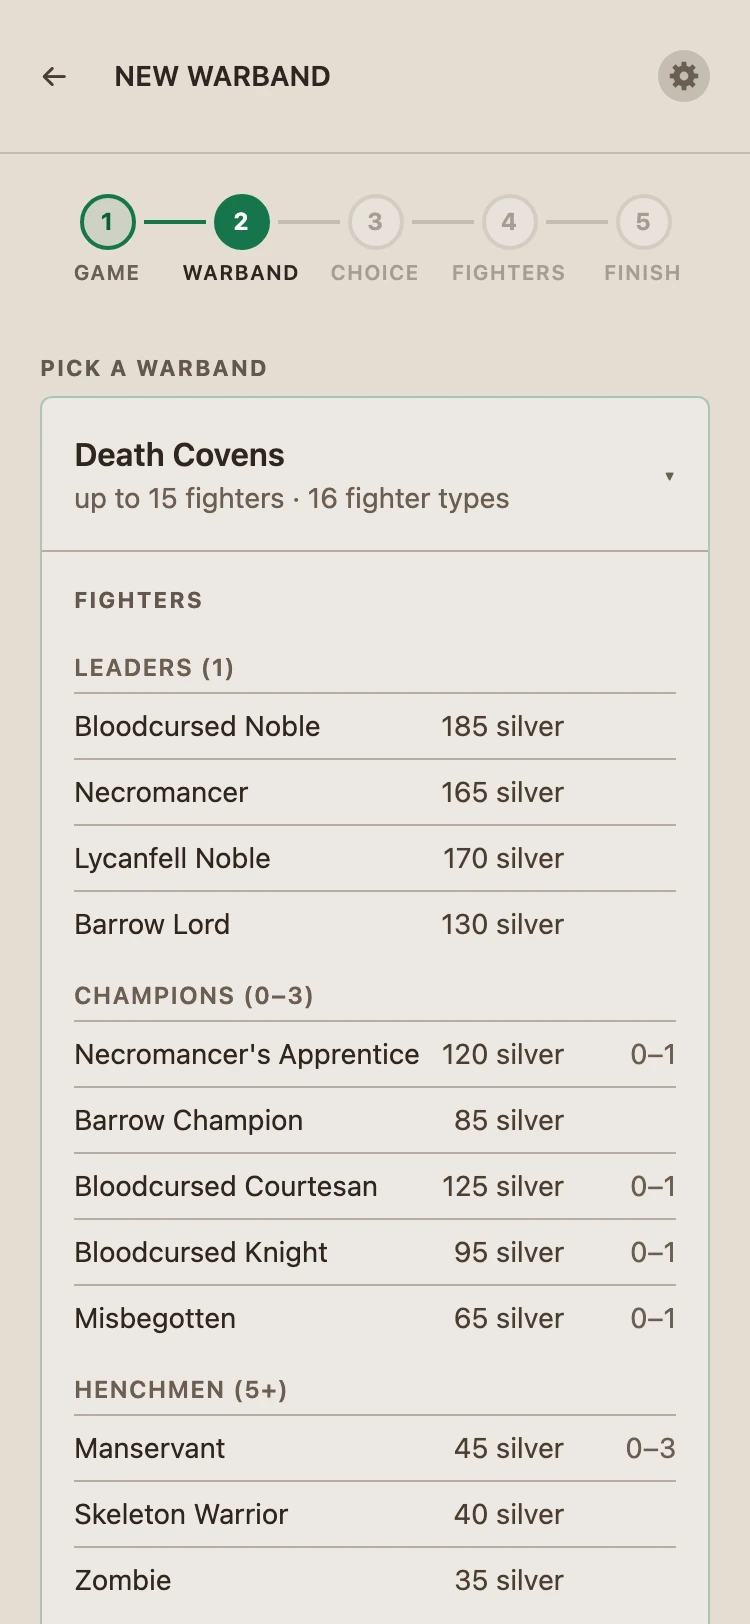 NEW WARBAND
1 2 3 4 5
GAME WARBAND CHOICE FIGHTERS FINISH
PICK A WARBAND
Death Covens
up to 15 fighters · 16 fighter types
▼
FIGHTERS
LEADERS (1)
Bloodcursed Noble 185 silver
Necromancer 165 silver
Lycanfell Noble 170 silver
Barrow Lord 130 silver
CHAMPIONS (0–3)
Necromancer's Apprentice 120 silver 0–1
Barrow Champion 85 silver
Bloodcursed Courtesan 125 silver 0–1
Bloodcursed Knight 95 silver 0–1
Misbegotten 65 silver 0–1
HENCHMEN (5+)
Manservant 45 silver 0–3
Skeleton Warrior 40 silver
Zombie 35 silver